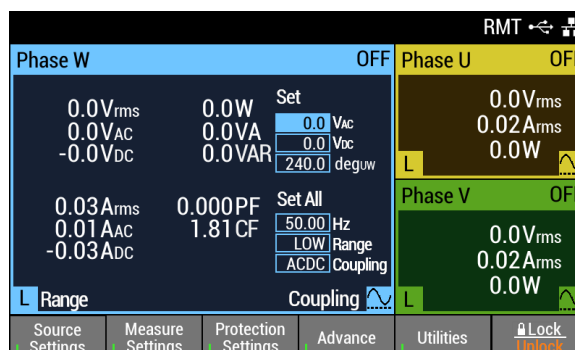 RMT
Phase W OFF
0.0Vrms 0.0W
0.0VAC 0.0VA
-0.0VDC 0.0VAR
Set
0.0 VAC
0.0 VDC
240.0 degUW
0.03Arms 0.000PF
0.01AAC 1.81CF
-0.03ADC
Set All
50.00 Hz
LOW Range
ACDC Coupling
L Range Coupling
Phase U OF
0.0Vrms
0.02Arms
0.0W
L
Phase V OF
0.0Vrms
0.02Arms
0.0W
L
Source Settings
Measure Settings
Protection Settings
Advance
Utilities
Lock
Unlock